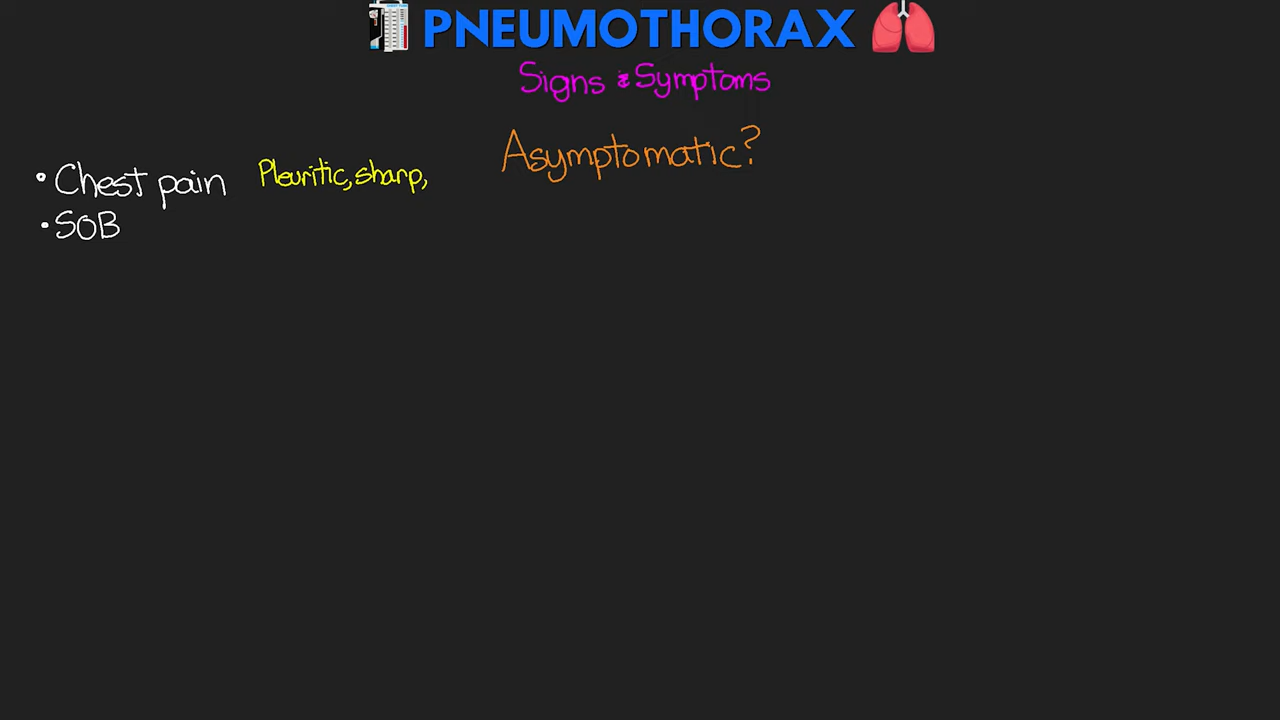 PNEUMOTHORAX
Signs & Symptoms
Asymptomatic?
• Chest pain Pleuritic, sharp,
• SOB